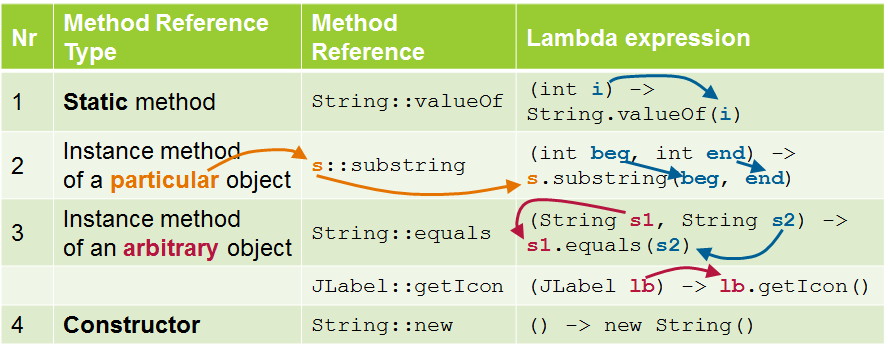 Nr
Method Reference
Type
Method
Reference
Lambda expression
1
Static method
String::valueOf
(int i) ->
String.valueOf(i)
2
Instance method
of a particular object
s::substring
(int beg, int end) ->
s.substring(beg, end)
3
Instance method
of an arbitrary object
String::equals
(String s1, String s2) ->
s1.equals(s2)
JLabel::getIcon
(JLabel lb) -> lb.getIcon()
4
Constructor
String::new
() -> new String()